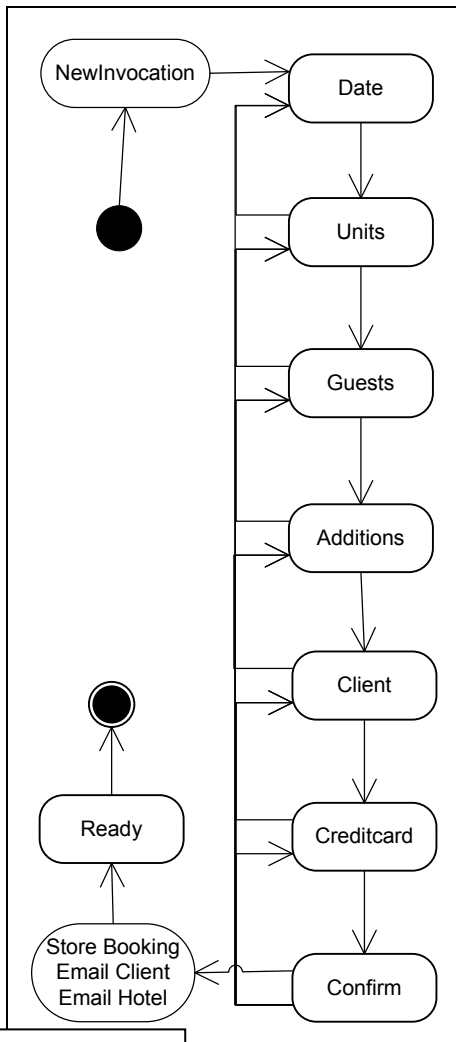 NewInvocation
Date
Units
Guests
Additions
Client
Creditcard
Confirm
Store Booking
Email Client
Email Hotel
Ready